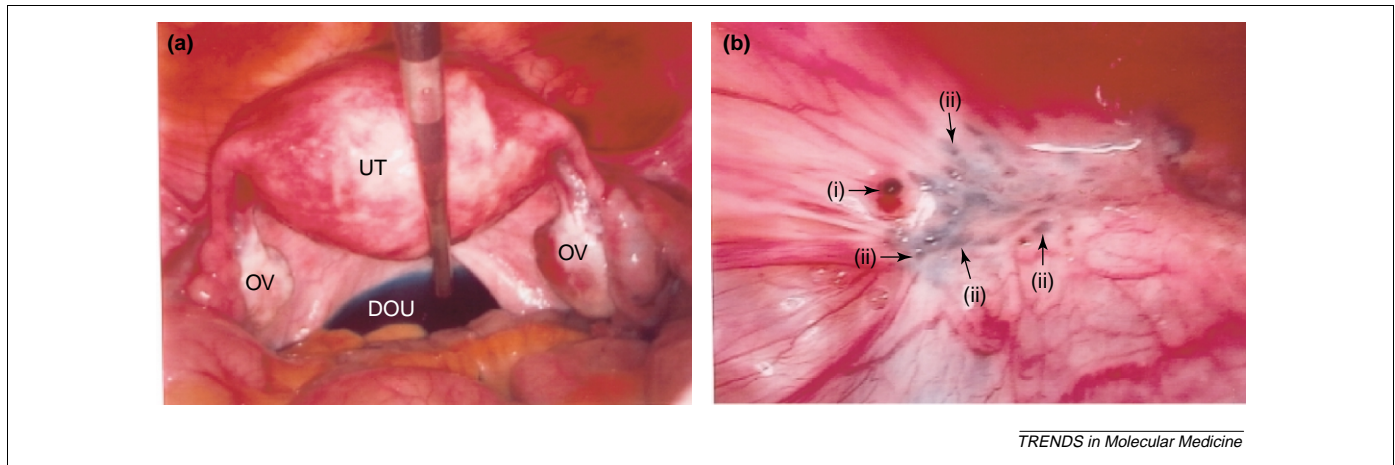 (a)
UT
OV
OV
DOU
(b)
(ii)
(i)
(ii)
(ii)
(ii)
TRENDS in Molecular Medicine